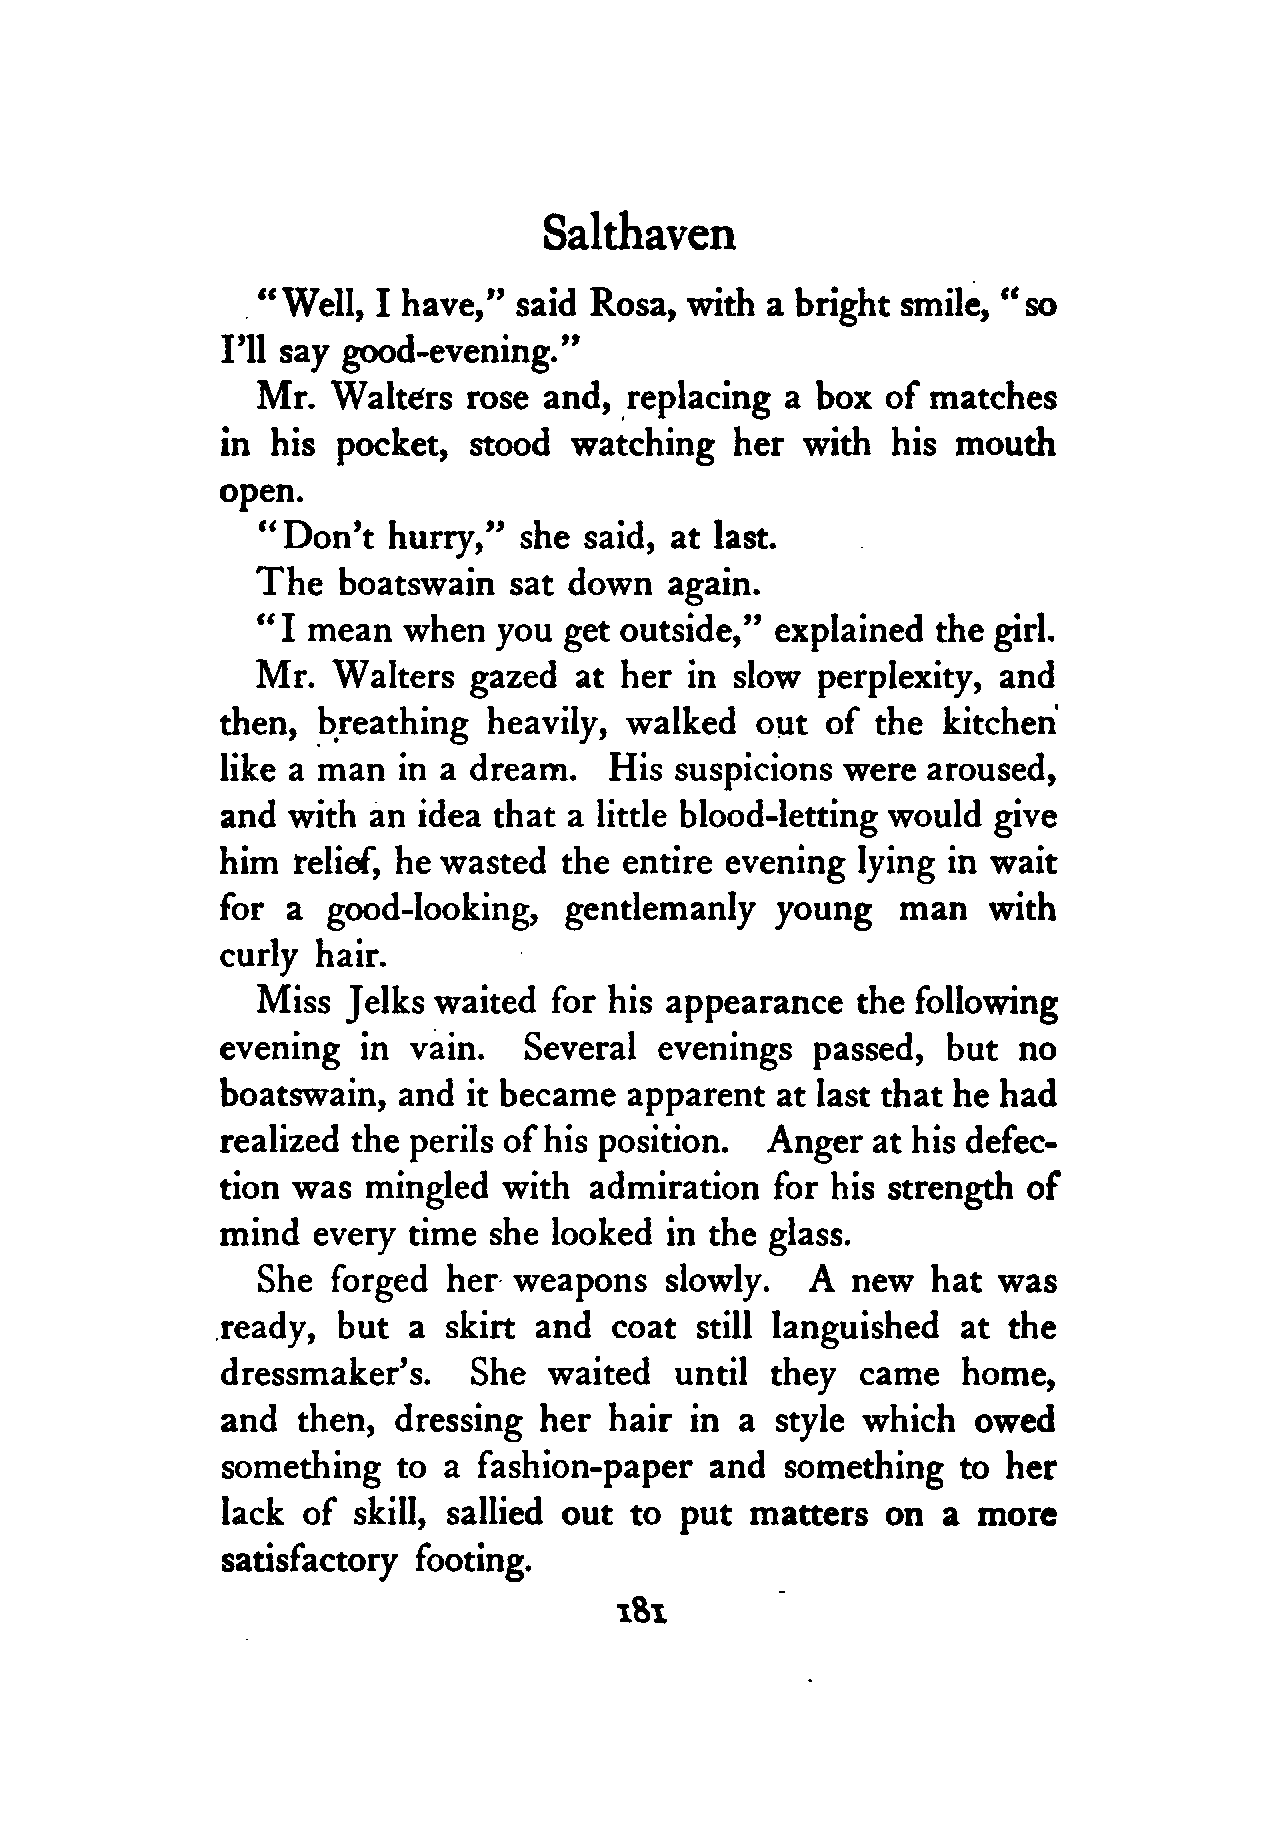 Salthaven
"Well, I have," said Rosa, with a bright smile, "so
I'll say good-evening."
Mr. Walters rose and, replacing a box of matches
in his pocket, stood watching her with his mouth
open.
"Don't hurry," she said, at last.
The boatswain sat down again.
"I mean when you get outside," explained the girl.
Mr. Walters gazed at her in slow perplexity, and
then, breathing heavily, walked out of the kitchen
like a man in a dream. His suspicions were aroused,
and with an idea that a little blood-letting would give
him relief, he wasted the entire evening lying in wait
for a good-looking, gentlemanly young man with
curly hair.
Miss Jelks waited for his appearance the following
evening in vain. Several evenings passed, but no
boatswain, and it became apparent at last that he had
realized the perils of his position. Anger at his defec-
tion was mingled with admiration for his strength of
mind every time she looked in the glass.
She forged her weapons slowly. A new hat was
ready, but a skirt and coat still languished at the
dressmaker's. She waited until they came home,
and then, dressing her hair in a style which owed
something to a fashion-paper and something to her
lack of skill, sallied out to put matters on a more
satisfactory footing.
181